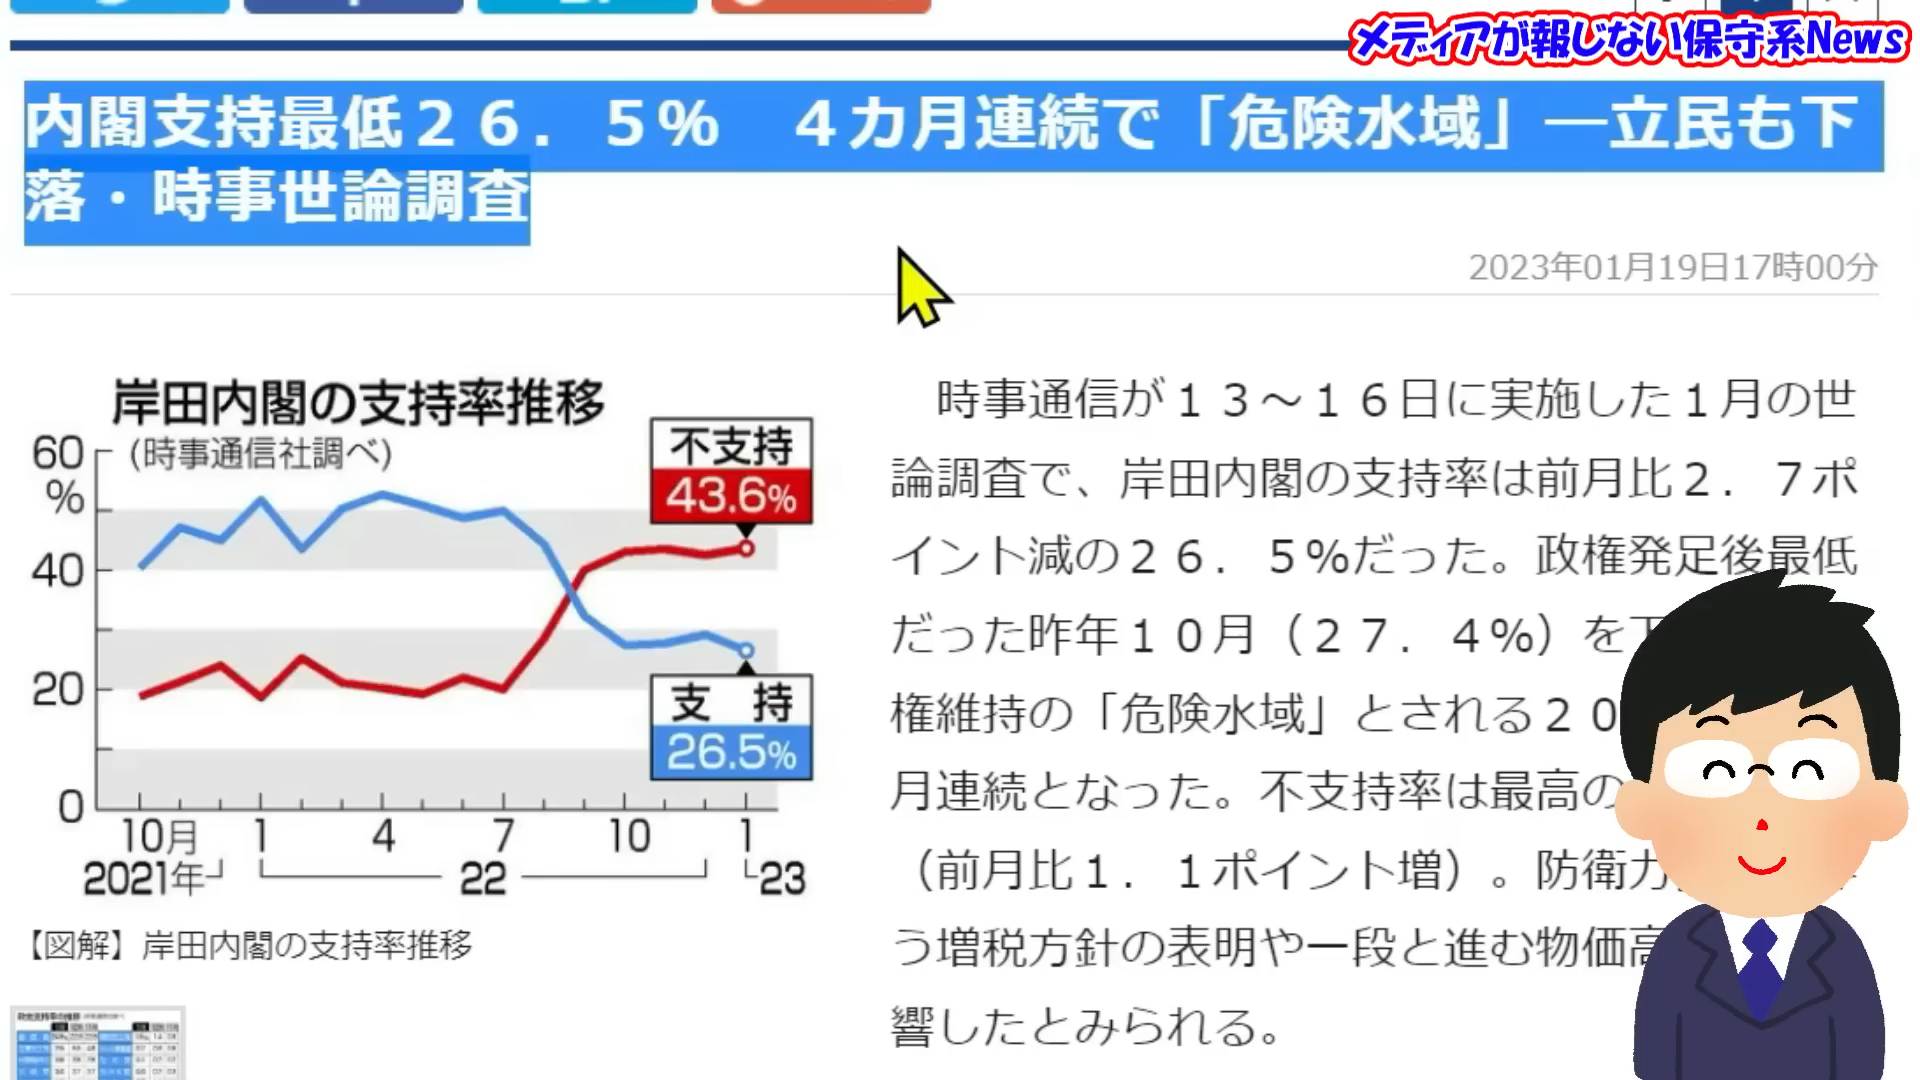 メディアが報じない保守系News
内閣支持最低２６．５％　４カ月連続で「危険水域」―立民も下
落・時事世論調査
2023年01月19日17時00分
岸田内閣の支持率推移
(時事通信社調べ)
60
%
40
20
0
不支持
43.6%
支　持
26.5%
10月 1 4 7 10 1
2021年 22 23
【図解】岸田内閣の支持率推移
時事通信が１３～１６日に実施した１月の世
論調査で、岸田内閣の支持率は前月比２．７ポ
イント減の２６．５％だった。政権発足後最低
だった昨年１０月（２７．４％）を下
権維持の「危険水域」とされる２０
月連続となった。不支持率は最高の
（前月比１．１ポイント増）。防衛力
う増税方針の表明や一段と進む物価高
響したとみられる。